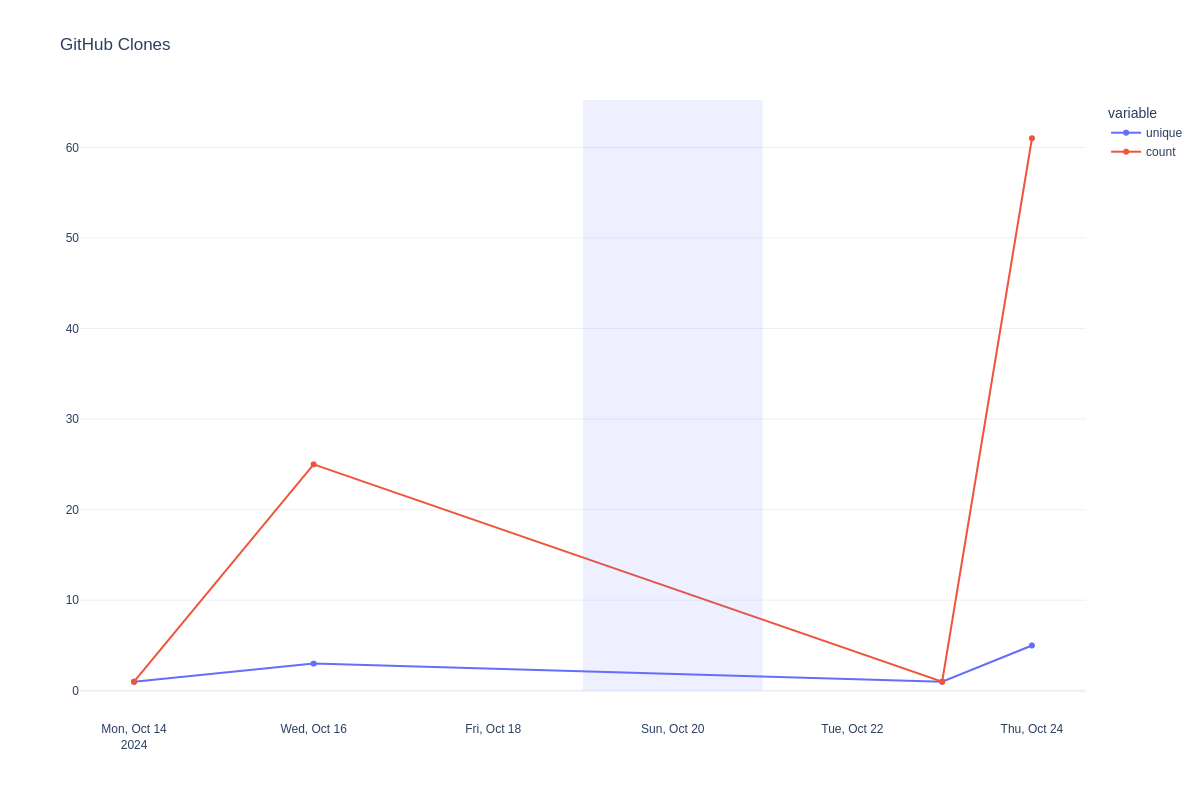 GitHub Clones
variable
unique
count
60
50
40
30
20
10
0
Mon, Oct 14
2024
Wed, Oct 16
Fri, Oct 18
Sun, Oct 20
Tue, Oct 22
Thu, Oct 24